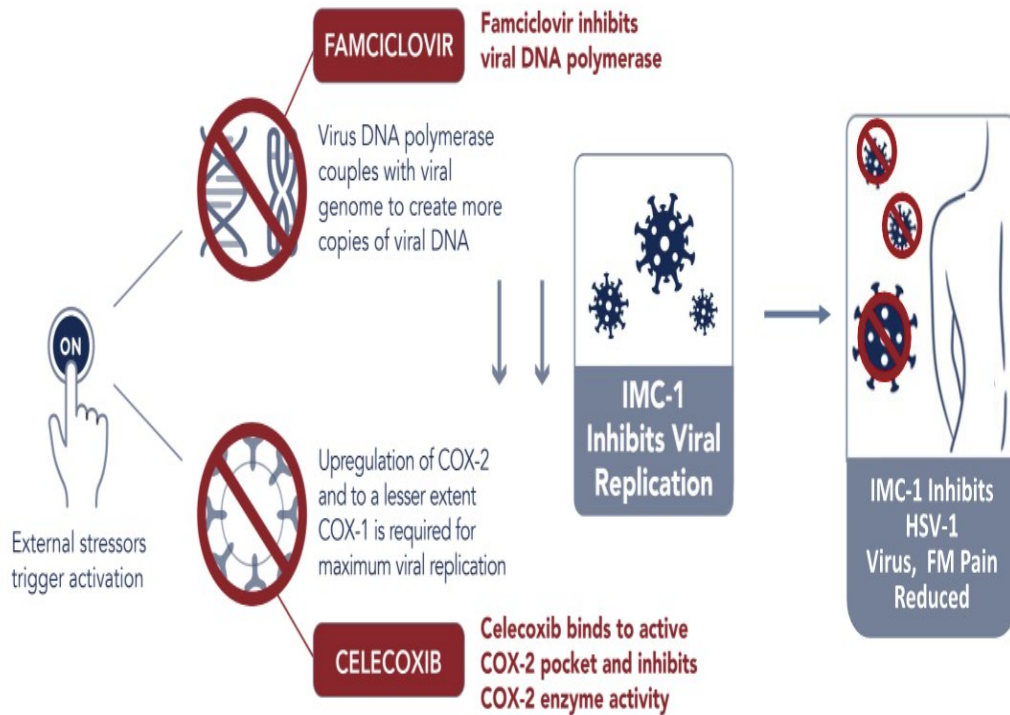 FAMCICLOVIR
Famciclovir inhibits
viral DNA polymerase
Virus DNA polymerase
couples with viral
genome to create more
copies of viral DNA
ON
External stressors
trigger activation
Upregulation of COX-2
and to a lesser extent
COX-1 is required for
maximum viral replication
CELECOXIB
Celecoxib binds to active
COX-2 pocket and inhibits
COX-2 enzyme activity
IMC-1
Inhibits Viral
Replication
IMC-1 Inhibits
HSV-1
Virus, FM Pain
Reduced